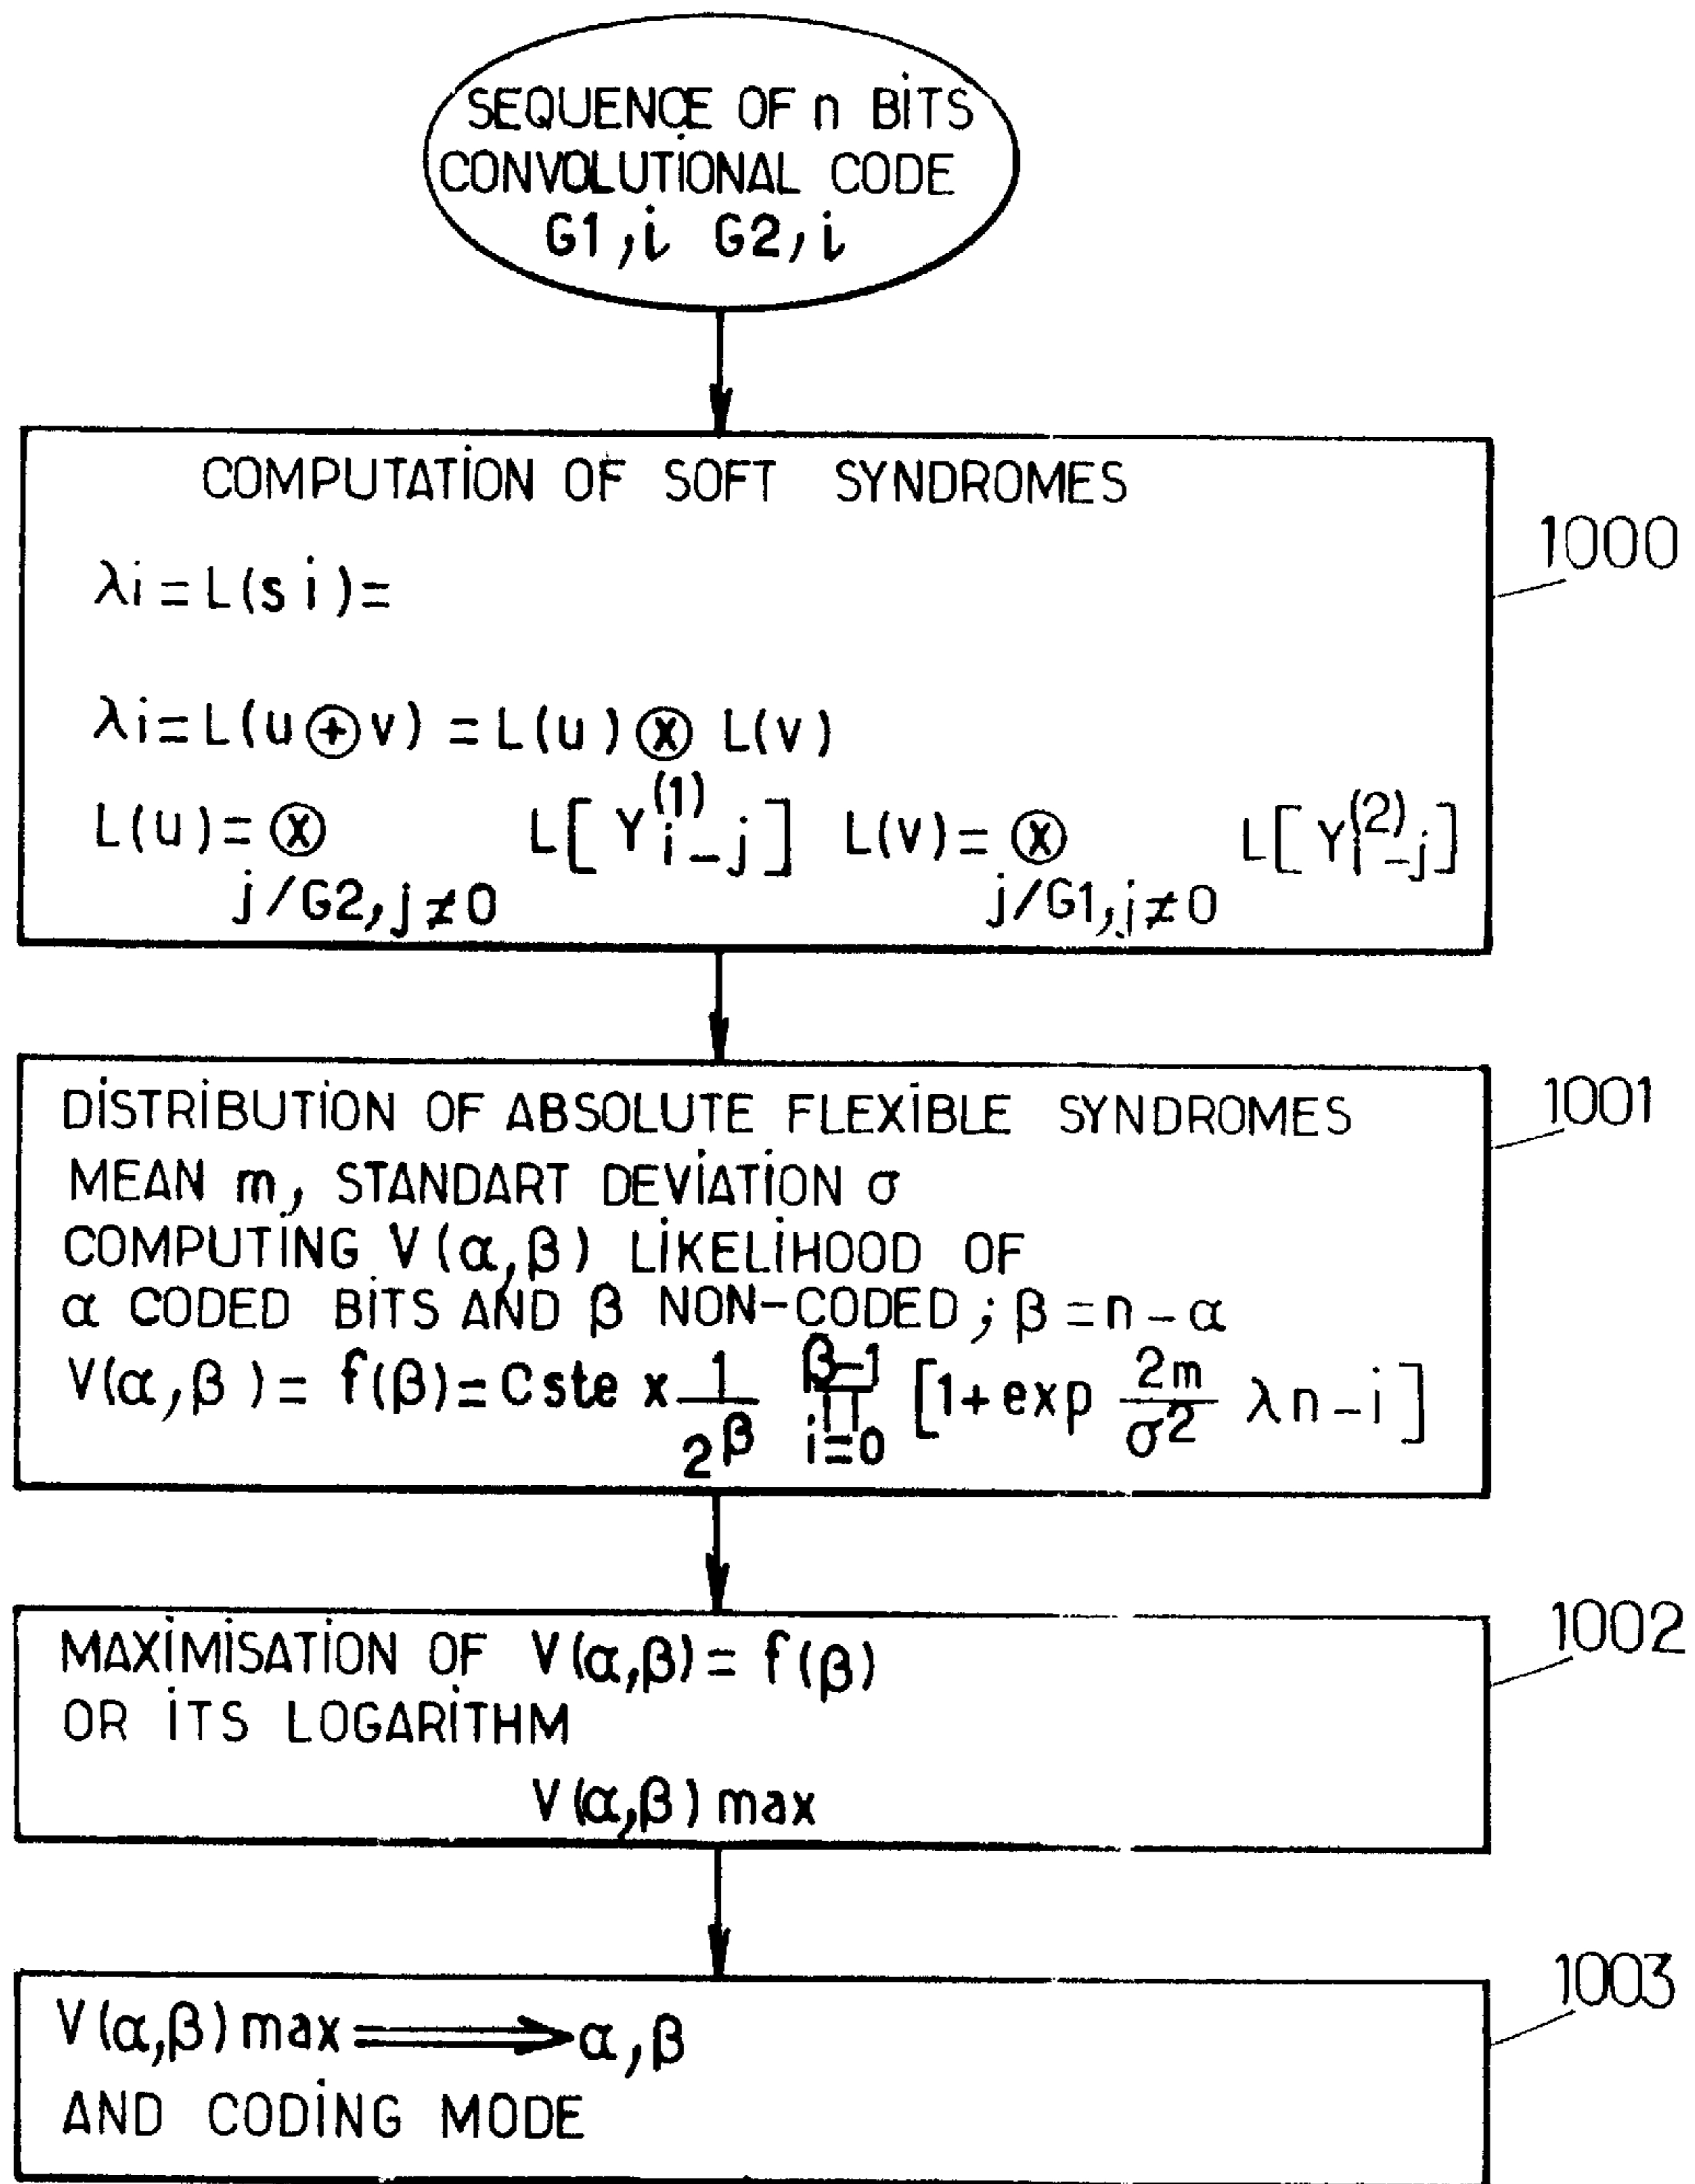 SEQUENCE OF n BITS
CONVOLUTIONAL CODE
G1,i G2,i
COMPUTATION OF SOFT SYNDROMES
1000
λi = L(s i) =
λi = L(u ⊕ v) = L(u) ⊗ L(v)
L(u) = ⊗ j/G2,j≠0 L[Y^(1)_i-j] L(v) = ⊗ j/G1,j≠0 L[Y^(2)_i-j]
DISTRIBUTION OF ABSOLUTE FLEXIBLE SYNDROMES
1001
MEAN m, STANDART DEVIATION σ
COMPUTING V(α,β) LIKELIHOOD OF
α CODED BITS AND β NON-CODED ; β = n - α
V(α,β) = f(β) = Cste x 1/2^β ∏_{i=0}^{β-1} [1+exp 2m/σ2 λn-i]
MAXIMISATION OF V(α,β) = f(β)
1002
OR ITS LOGARITHM
V(α,β) max
1003
V(α,β) max ⟹ α,β
AND CODING MODE